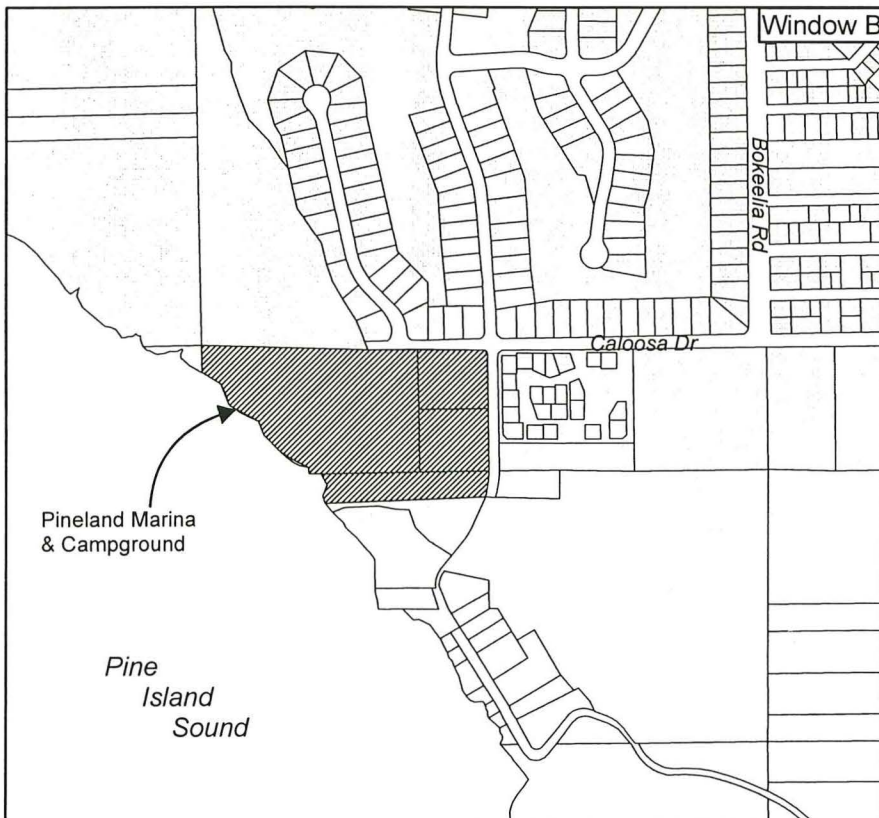 Window B
Bokeelia Rd
Caloosa Dr
Pineland Marina
& Campground
Pine
Island
Sound